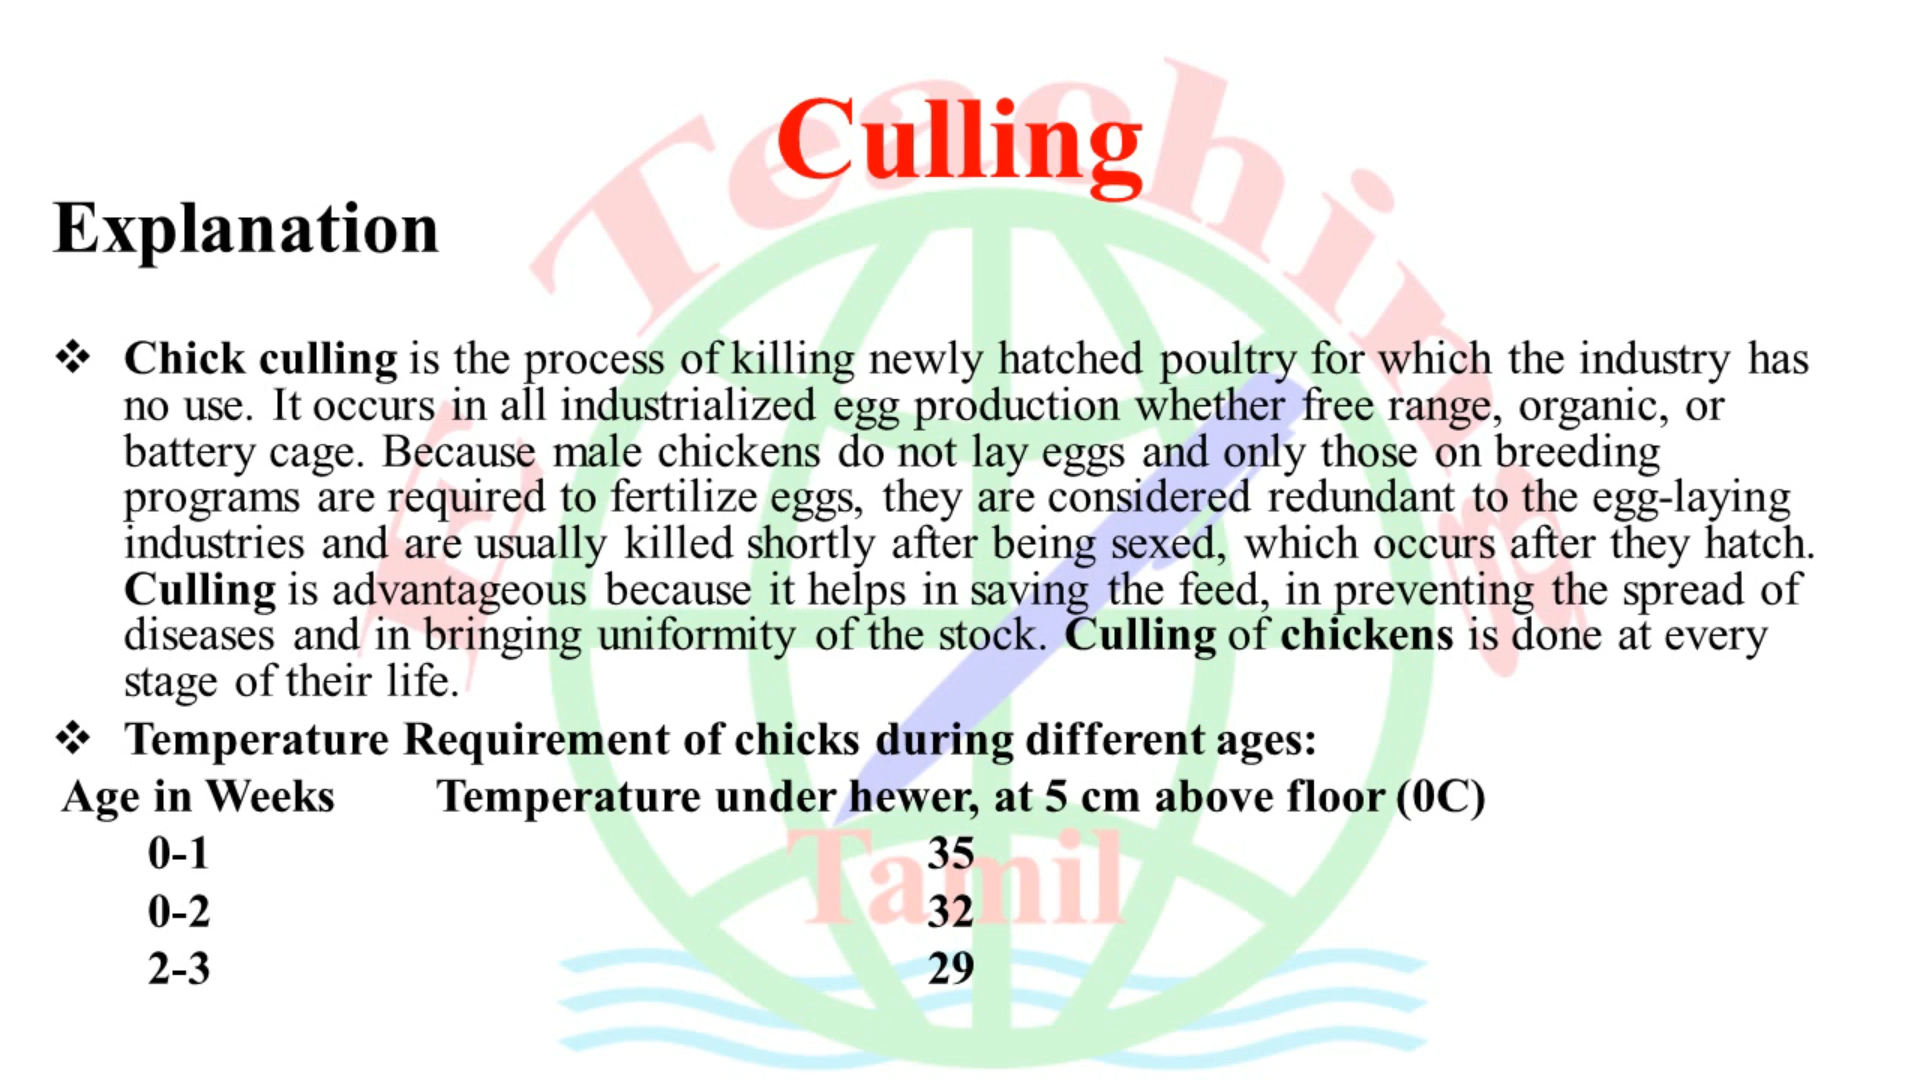 Culling
Explanation
❖ Chick culling is the process of killing newly hatched poultry for which the industry has
no use. It occurs in all industrialized egg production whether free range, organic, or
battery cage. Because male chickens do not lay eggs and only those on breeding
programs are required to fertilize eggs, they are considered redundant to the egg-laying
industries and are usually killed shortly after being sexed, which occurs after they hatch.
Culling is advantageous because it helps in saving the feed, in preventing the spread of
diseases and in bringing uniformity of the stock. Culling of chickens is done at every
stage of their life.
❖ Temperature Requirement of chicks during different ages:
Age in Weeks Temperature under hewer, at 5 cm above floor (0C)
0-1 35
0-2 32
2-3 29
Teaching
Tamil